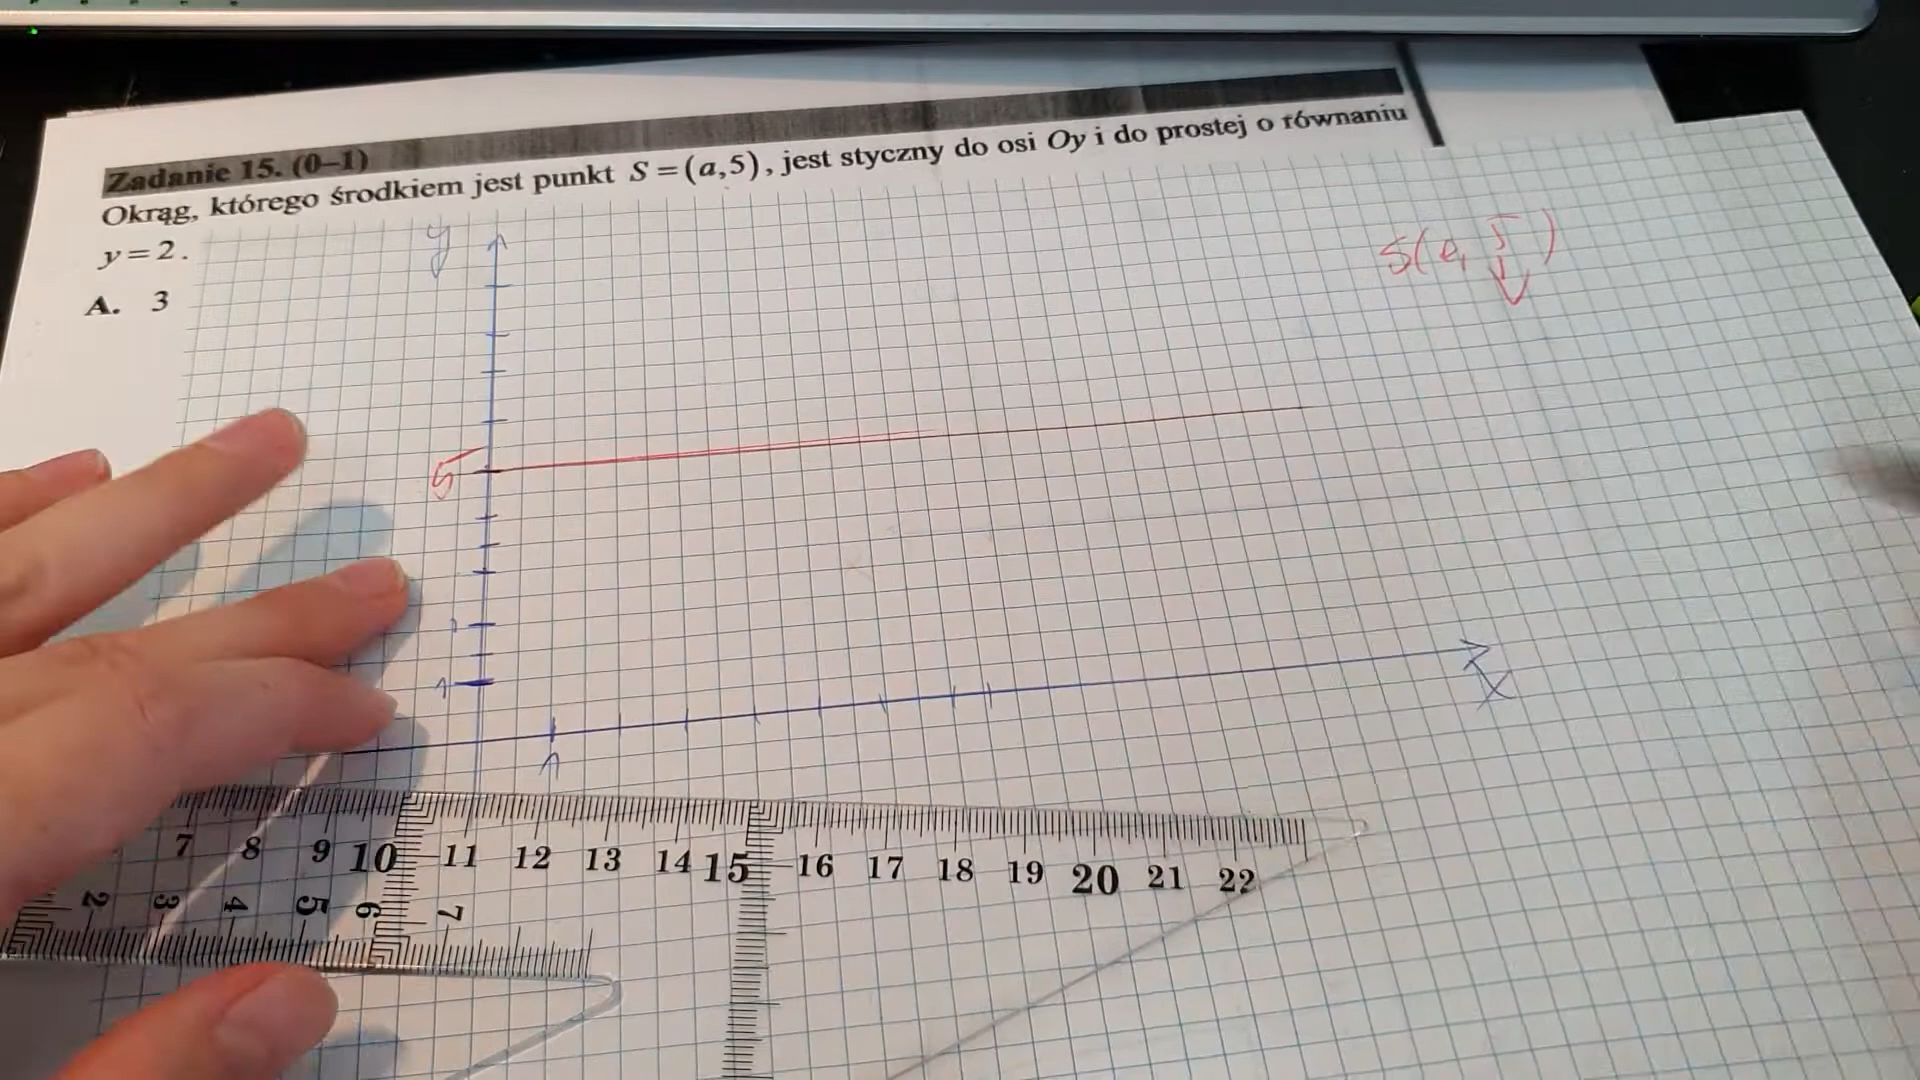 Zadanie 15. (0–1)
Okrąg, którego środkiem jest punkt S = (a,5), jest styczny do osi Oy i do prostej o równaniu
y = 2.
A. 3
y
S(a, 5)
5
1
1
x
7 8 9 10 11 12 13 14 15 16 17 18 19 20 21 22
2 3 4 5 6 7